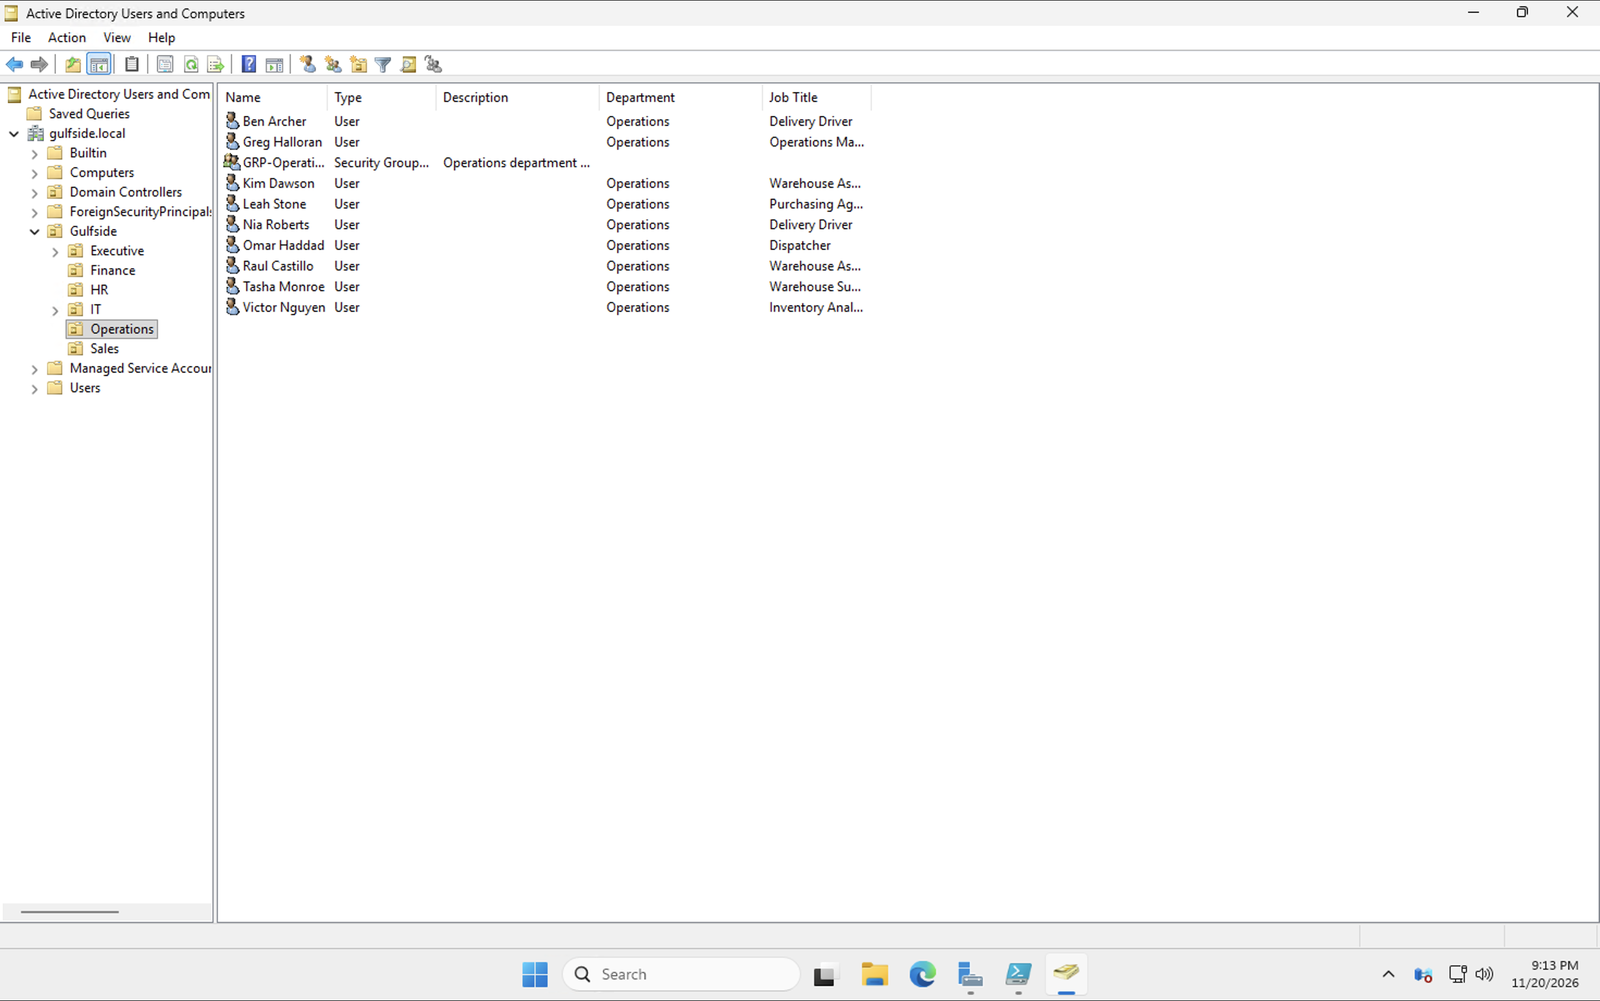 Active Directory Users and Computers
File Action View Help
Active Directory Users and Com
Saved Queries
gulfside.local
Builtin
Computers
Domain Controllers
ForeignSecurityPrincipals
Gulfside
Executive
Finance
HR
IT
Operations
Sales
Managed Service Accour
Users
Name Type Description Department Job Title
Ben Archer User Operations Delivery Driver
Greg Halloran User Operations Operations Ma...
GRP-Operati... Security Group... Operations department ...
Kim Dawson User Operations Warehouse As...
Leah Stone User Operations Purchasing Ag...
Nia Roberts User Operations Delivery Driver
Omar Haddad User Operations Dispatcher
Raul Castillo User Operations Warehouse As...
Tasha Monroe User Operations Warehouse Su...
Victor Nguyen User Operations Inventory Anal...
Search
9:13 PM
11/20/2026